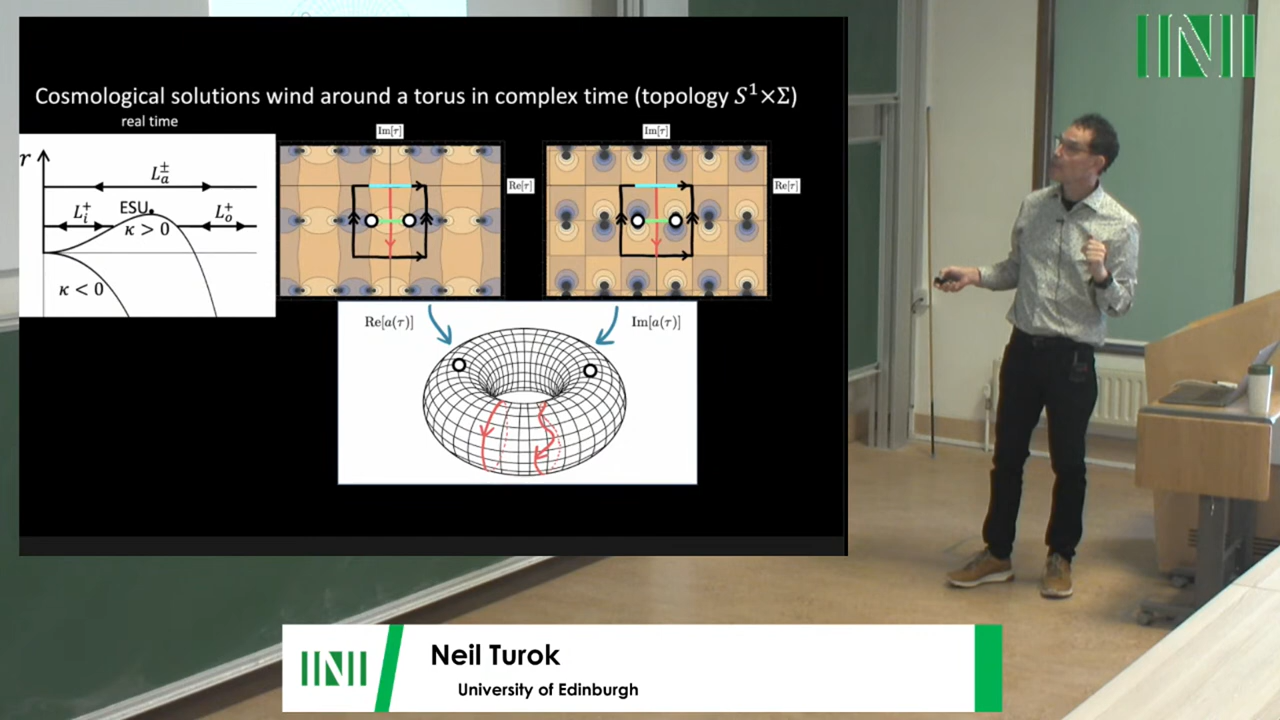 INI
Cosmological solutions wind around a torus in complex time (topology 𝑆¹×Σ)
real time
r
L_a^±
L_i^+
ESU
L_o^+
κ > 0
κ < 0
Im[τ]
Re[τ]
Im[τ]
Re[τ]
Re[a(τ)]
Im[a(τ)]
INI
Neil Turok
University of Edinburgh